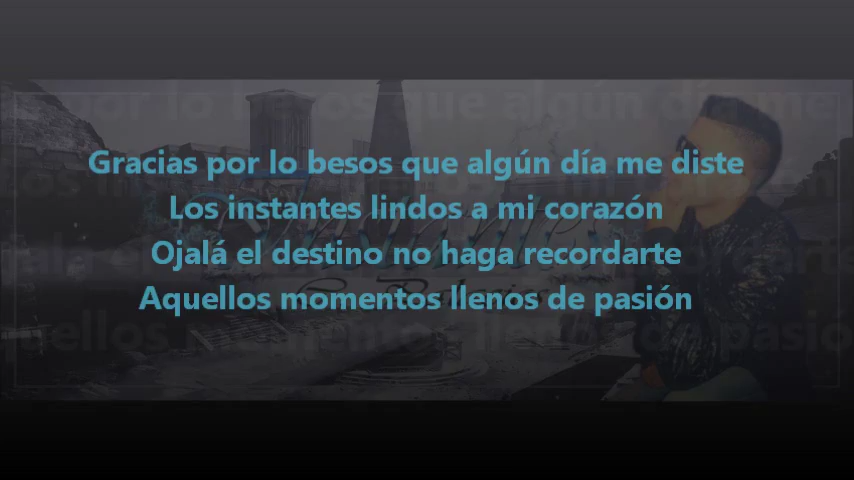 Gracias por lo besos que algún día me diste
Los instantes lindos a mi corazón
Ojalá el destino no haga recordarte
Aquellos momentos llenos de pasión